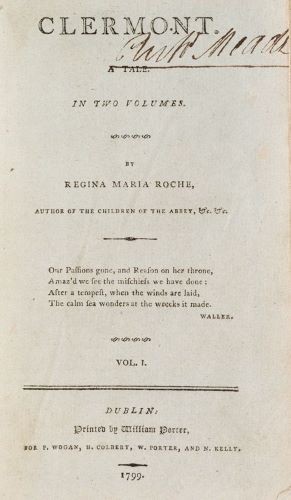 CLERMONT.
Ruth
A TALE.
IN TWO VOLUMES.
BY
REGINA MARIA ROCHE,
AUTHOR OF THE CHILDREN OF THE ABBEY, &c. &c.
Our Paſſions gone, and Reaſon on her throne,
Amaz'd we ſee the miſchiefs we have done:
After a tempeſt, when the winds are laid,
The calm ſea wonders at the wrecks it made.
WALLER.
VOL. I.
DUBLIN:
Printed by William Porter,
FOR P. WOGAN, H. COLBERT, W. PORTER, AND N. KELLY.
1799.